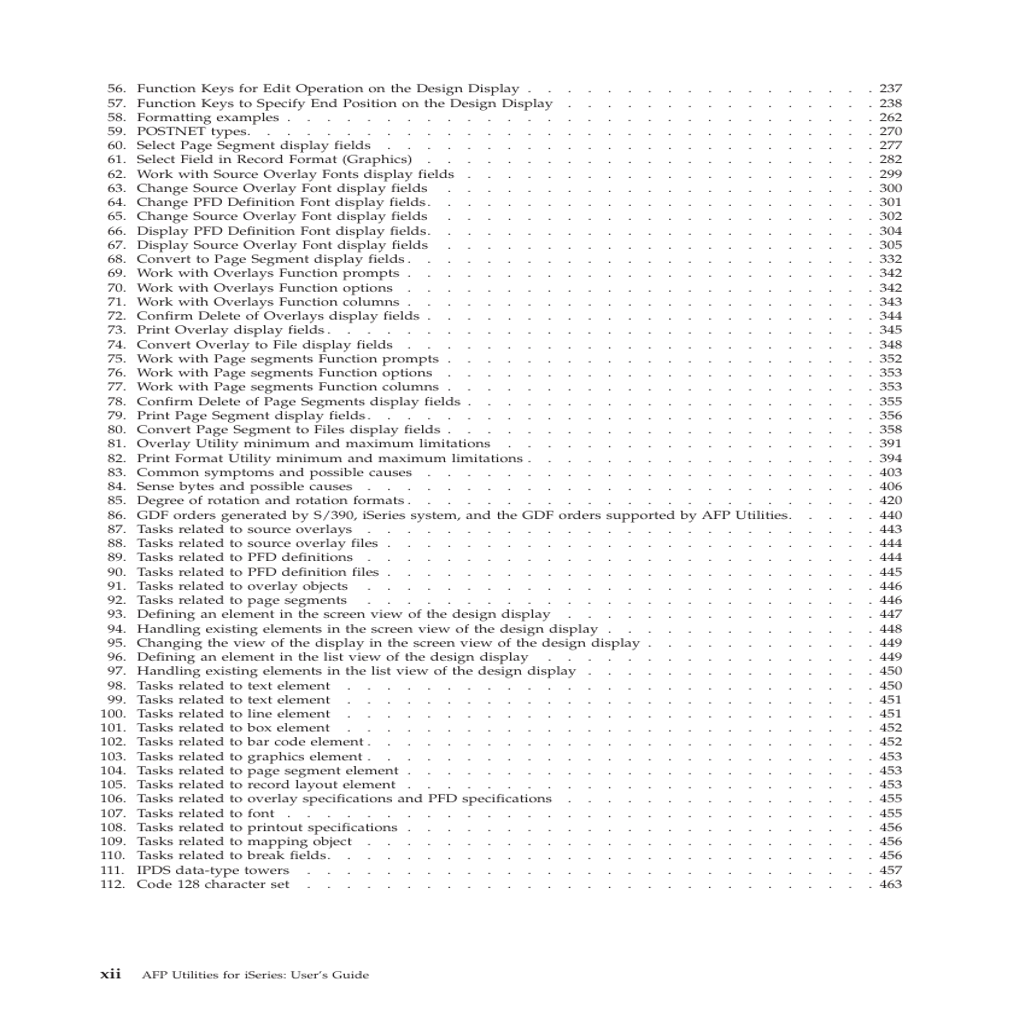 56. Function Keys for Edit Operation on the Design Display . . . . . . . . . . . . . . . . . . 237
57. Function Keys to Specify End Position on the Design Display . . . . . . . . . . . . . . . . 238
58. Formatting examples . . . . . . . . . . . . . . . . . . . . . . . . . . . . . . 262
59. POSTNET types. . . . . . . . . . . . . . . . . . . . . . . . . . . . . . . . 270
60. Select Page Segment display fields . . . . . . . . . . . . . . . . . . . . . . . . . 277
61. Select Field in Record Format (Graphics) . . . . . . . . . . . . . . . . . . . . . . . 282
62. Work with Source Overlay Fonts display fields . . . . . . . . . . . . . . . . . . . . . 299
63. Change Source Overlay Font display fields . . . . . . . . . . . . . . . . . . . . . . 300
64. Change PFD Definition Font display fields. . . . . . . . . . . . . . . . . . . . . . . 301
65. Change Source Overlay Font display fields . . . . . . . . . . . . . . . . . . . . . . 302
66. Display PFD Definition Font display fields. . . . . . . . . . . . . . . . . . . . . . . 304
67. Display Source Overlay Font display fields . . . . . . . . . . . . . . . . . . . . . . 305
68. Convert to Page Segment display fields . . . . . . . . . . . . . . . . . . . . . . . . 332
69. Work with Overlays Function prompts . . . . . . . . . . . . . . . . . . . . . . . . 342
70. Work with Overlays Function options . . . . . . . . . . . . . . . . . . . . . . . . 342
71. Work with Overlays Function columns . . . . . . . . . . . . . . . . . . . . . . . . 343
72. Confirm Delete of Overlays display fields . . . . . . . . . . . . . . . . . . . . . . . 344
73. Print Overlay display fields . . . . . . . . . . . . . . . . . . . . . . . . . . . . 345
74. Convert Overlay to File display fields . . . . . . . . . . . . . . . . . . . . . . . . 348
75. Work with Page segments Function prompts . . . . . . . . . . . . . . . . . . . . . . 352
76. Work with Page segments Function options . . . . . . . . . . . . . . . . . . . . . . 353
77. Work with Page segments Function columns . . . . . . . . . . . . . . . . . . . . . . 353
78. Confirm Delete of Page Segments display fields . . . . . . . . . . . . . . . . . . . . . 355
79. Print Page Segment display fields . . . . . . . . . . . . . . . . . . . . . . . . . . 356
80. Convert Page Segment to Files display fields . . . . . . . . . . . . . . . . . . . . . . 358
81. Overlay Utility minimum and maximum limitations . . . . . . . . . . . . . . . . . . . 391
82. Print Format Utility minimum and maximum limitations . . . . . . . . . . . . . . . . . . 394
83. Common symptoms and possible causes . . . . . . . . . . . . . . . . . . . . . . . 403
84. Sense bytes and possible causes . . . . . . . . . . . . . . . . . . . . . . . . . . 406
85. Degree of rotation and rotation formats . . . . . . . . . . . . . . . . . . . . . . . . 420
86. GDF orders generated by S/390, iSeries system, and the GDF orders supported by AFP Utilities. . . . . 440
87. Tasks related to source overlays . . . . . . . . . . . . . . . . . . . . . . . . . . 443
88. Tasks related to source overlay files . . . . . . . . . . . . . . . . . . . . . . . . . 444
89. Tasks related to PFD definitions . . . . . . . . . . . . . . . . . . . . . . . . . . 444
90. Tasks related to PFD definition files . . . . . . . . . . . . . . . . . . . . . . . . . 445
91. Tasks related to overlay objects . . . . . . . . . . . . . . . . . . . . . . . . . . 446
92. Tasks related to page segments . . . . . . . . . . . . . . . . . . . . . . . . . . 446
93. Defining an element in the screen view of the design display . . . . . . . . . . . . . . . . 447
94. Handling existing elements in the screen view of the design display . . . . . . . . . . . . . . 448
95. Changing the view of the display in the screen view of the design display . . . . . . . . . . . . 449
96. Defining an element in the list view of the design display . . . . . . . . . . . . . . . . . 449
97. Handling existing elements in the list view of the design display . . . . . . . . . . . . . . . 450
98. Tasks related to text element . . . . . . . . . . . . . . . . . . . . . . . . . . . 450
99. Tasks related to text element . . . . . . . . . . . . . . . . . . . . . . . . . . . 451
100. Tasks related to line element . . . . . . . . . . . . . . . . . . . . . . . . . . . 451
101. Tasks related to box element . . . . . . . . . . . . . . . . . . . . . . . . . . . 452
102. Tasks related to bar code element . . . . . . . . . . . . . . . . . . . . . . . . . . 452
103. Tasks related to graphics element . . . . . . . . . . . . . . . . . . . . . . . . . . 453
104. Tasks related to page segment element . . . . . . . . . . . . . . . . . . . . . . . . 453
105. Tasks related to record layout element . . . . . . . . . . . . . . . . . . . . . . . . 453
106. Tasks related to overlay specifications and PFD specifications . . . . . . . . . . . . . . . . 455
107. Tasks related to font . . . . . . . . . . . . . . . . . . . . . . . . . . . . . . 455
108. Tasks related to printout specifications . . . . . . . . . . . . . . . . . . . . . . . . 456
109. Tasks related to mapping object . . . . . . . . . . . . . . . . . . . . . . . . . . 456
110. Tasks related to break fields. . . . . . . . . . . . . . . . . . . . . . . . . . . . 456
111. IPDS data-type towers . . . . . . . . . . . . . . . . . . . . . . . . . . . . . 457
112. Code 128 character set . . . . . . . . . . . . . . . . . . . . . . . . . . . . . 463
xii AFP Utilities for iSeries: User's Guide